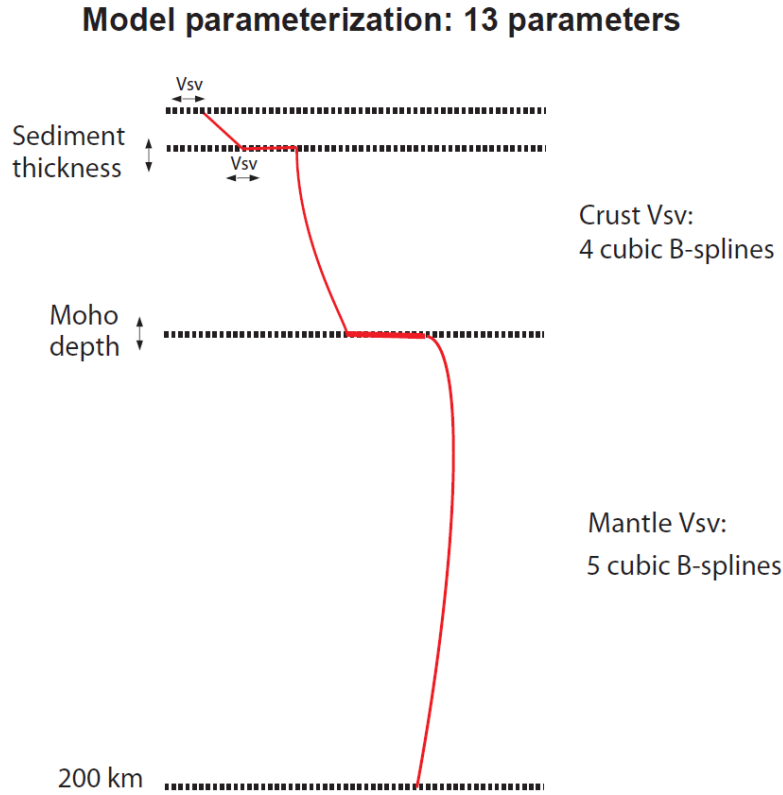 Model parameterization: 13 parameters
Vsv
Sediment
thickness
Vsv
Crust Vsv:
4 cubic B-splines
Moho
depth
Mantle Vsv:
5 cubic B-splines
200 km